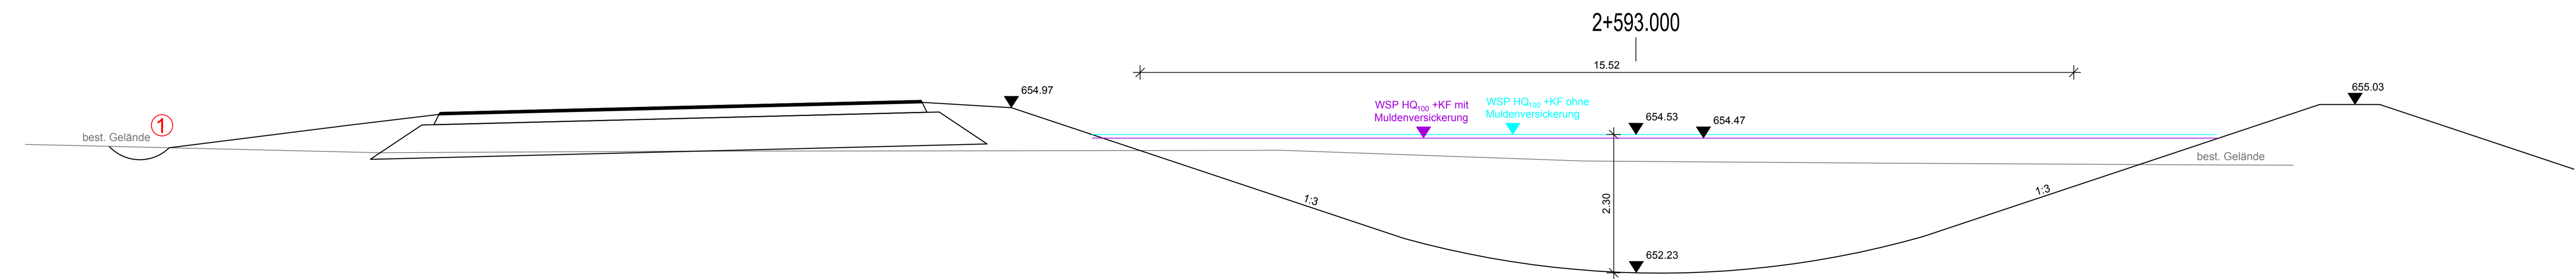 2+593.000
15.52
654.97
655.03
WSP HQ100 +KF mit
Muldenversickerung
WSP HQ100 +KF ohne
Muldenversickerung
654.53
654.47
best. Gelände
1
best. Gelände
1:3
2.30
1:3
652.23